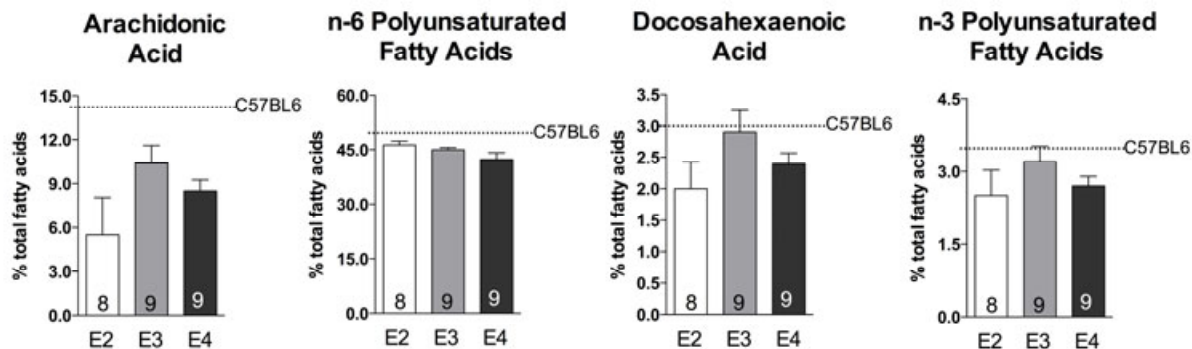 Arachidonic
Acid
% total fatty acids
15.0
12.0
9.0
6.0
3.0
0.0
C57BL6
8
9
9
E2
E3
E4
n-6 Polyunsaturated
Fatty Acids
% total fatty acids
60.0
45.0
30.0
15.0
0.0
C57BL6
8
9
9
E2
E3
E4
Docosahexaenoic
Acid
% total fatty acids
3.5
3.0
2.5
2.0
1.5
1.0
0.5
0.0
C57BL6
8
9
9
E2
E3
E4
n-3 Polyunsaturated
Fatty Acids
% total fatty acids
4.5
3.0
1.5
0.0
C57BL6
8
9
9
E2
E3
E4